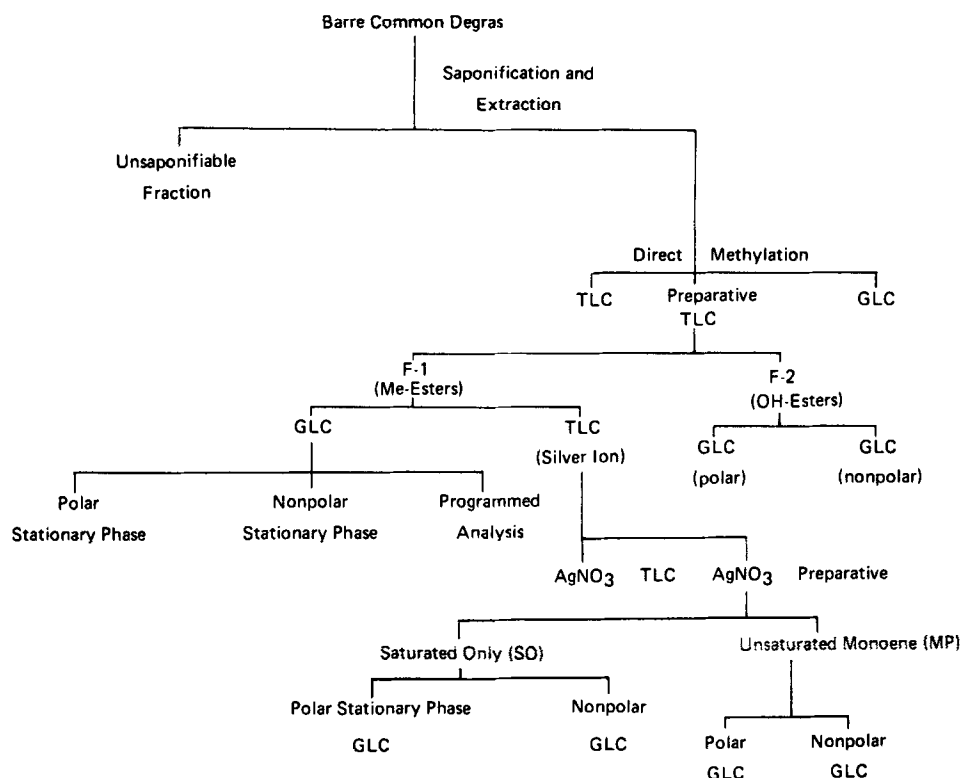 Barre Common Degras
Saponification and
Extraction
Unsaponifiable
Fraction
Direct Methylation
TLC Preparative GLC
TLC
F-1 F-2
(Me-Esters) (OH-Esters)
GLC TLC GLC GLC
(Silver Ion) (polar) (nonpolar)
Polar Nonpolar Programmed
Stationary Phase Stationary Phase Analysis
AgNO3 TLC AgNO3 Preparative
Saturated Only (SO) Unsaturated Monoene (MP)
Polar Stationary Phase Nonpolar
GLC GLC
Polar Nonpolar
GLC GLC